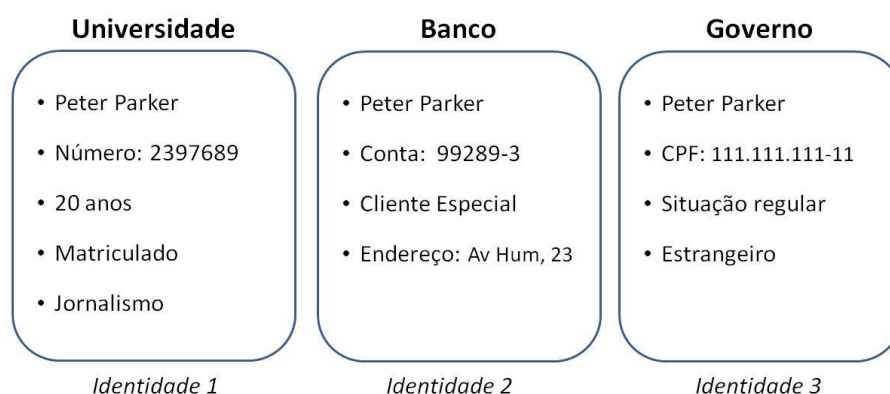 Universidade
• Peter Parker
• Número: 2397689
• 20 anos
• Matriculado
• Jornalismo
Identidade 1
Banco
• Peter Parker
• Conta: 99289-3
• Cliente Especial
• Endereço: Av Hum, 23
Identidade 2
Governo
• Peter Parker
• CPF: 111.111.111-11
• Situação regular
• Estrangeiro
Identidade 3